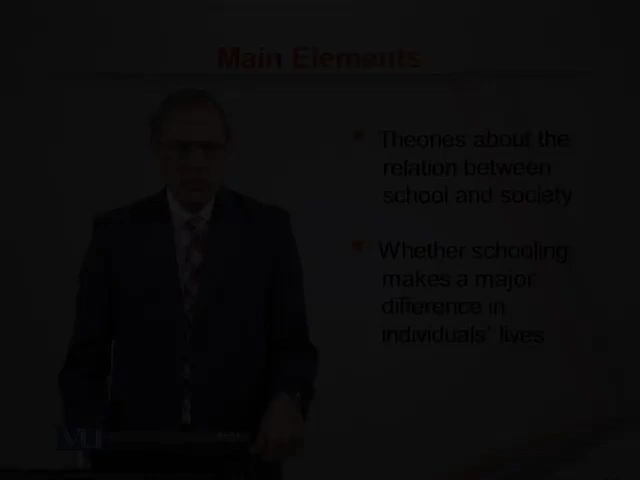 Main Elements
Theories about the
relation between
school and society
Whether schooling
makes a major
difference in
individuals' lives